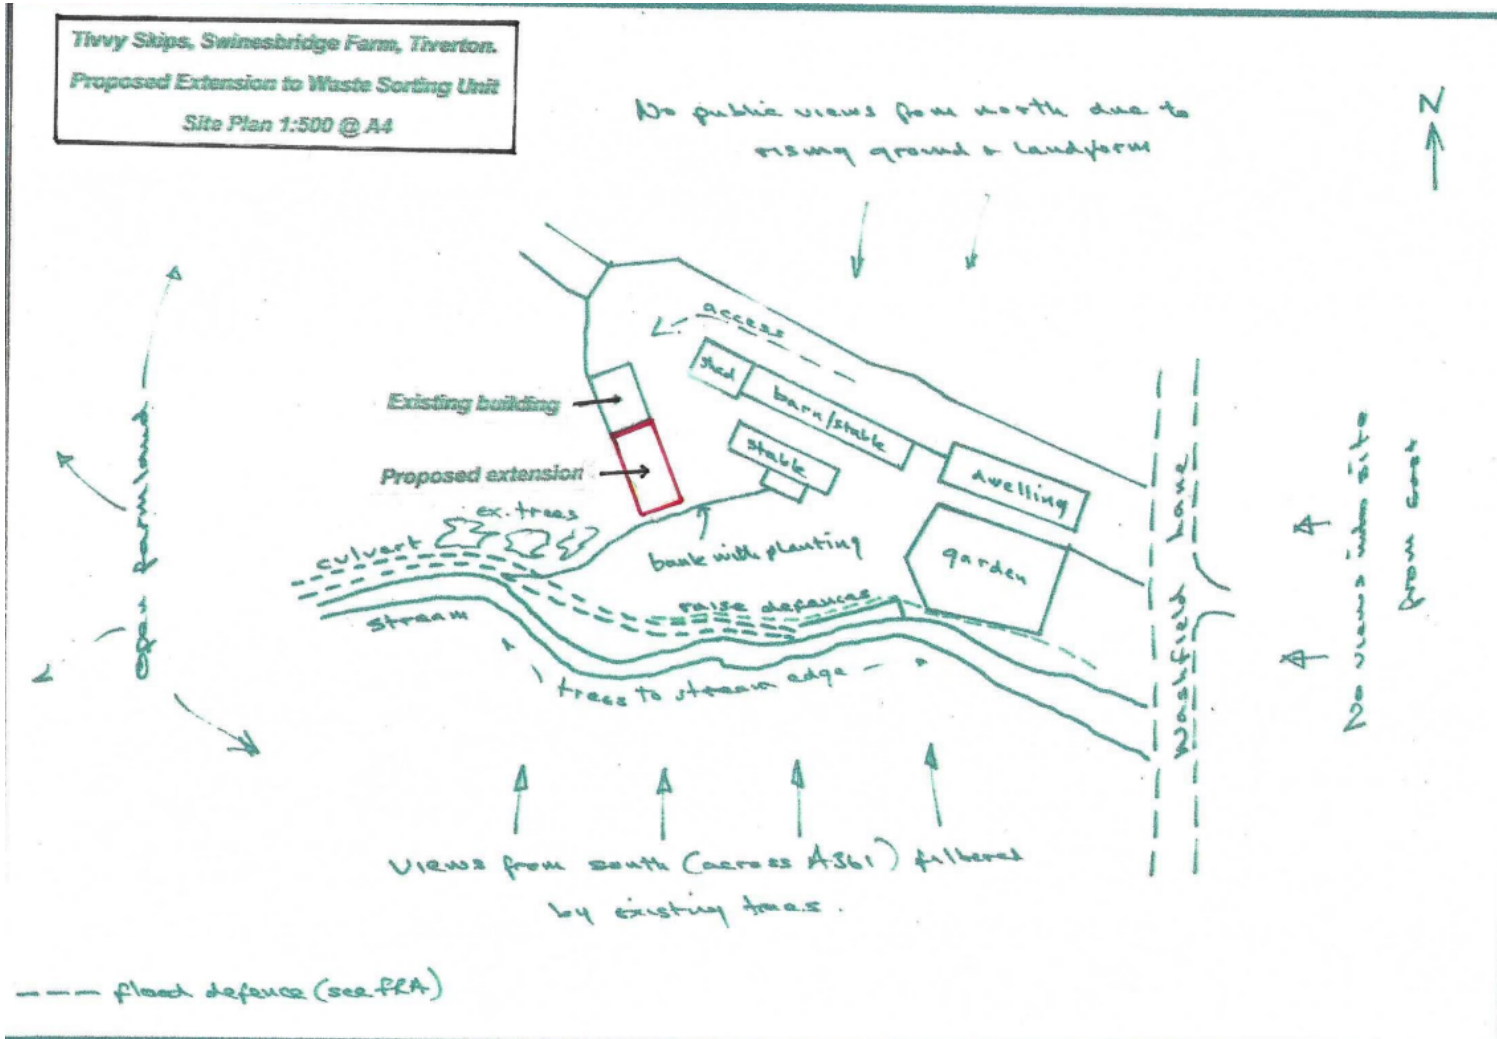 Tivvy Skips, Swinesbridge Farm, Tiverton.
Proposed Extension to Waste Sorting Unit
Site Plan 1:500 @ A4
No public views from north due to
rising ground & landform
N
access
shed
barn/stable
stable
dwelling
garden
Existing building
Proposed extension
ex. trees
culvert
bank with planting
raise defences
stream
trees to stream edge
open farmland
Washfield Lane
No views into site
from east
Views from south (across A361) filtered
by existing trees.
---- flood defence (see FRA)